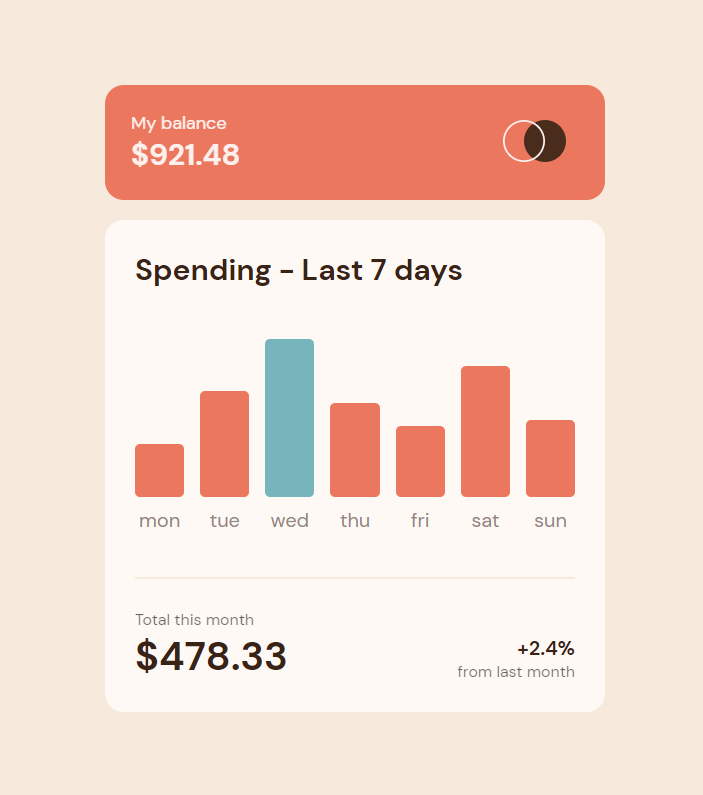 My balance
$921.48
Spending - Last 7 days
mon tue wed thu fri sat sun
Total this month
$478.33
+2.4%
from last month